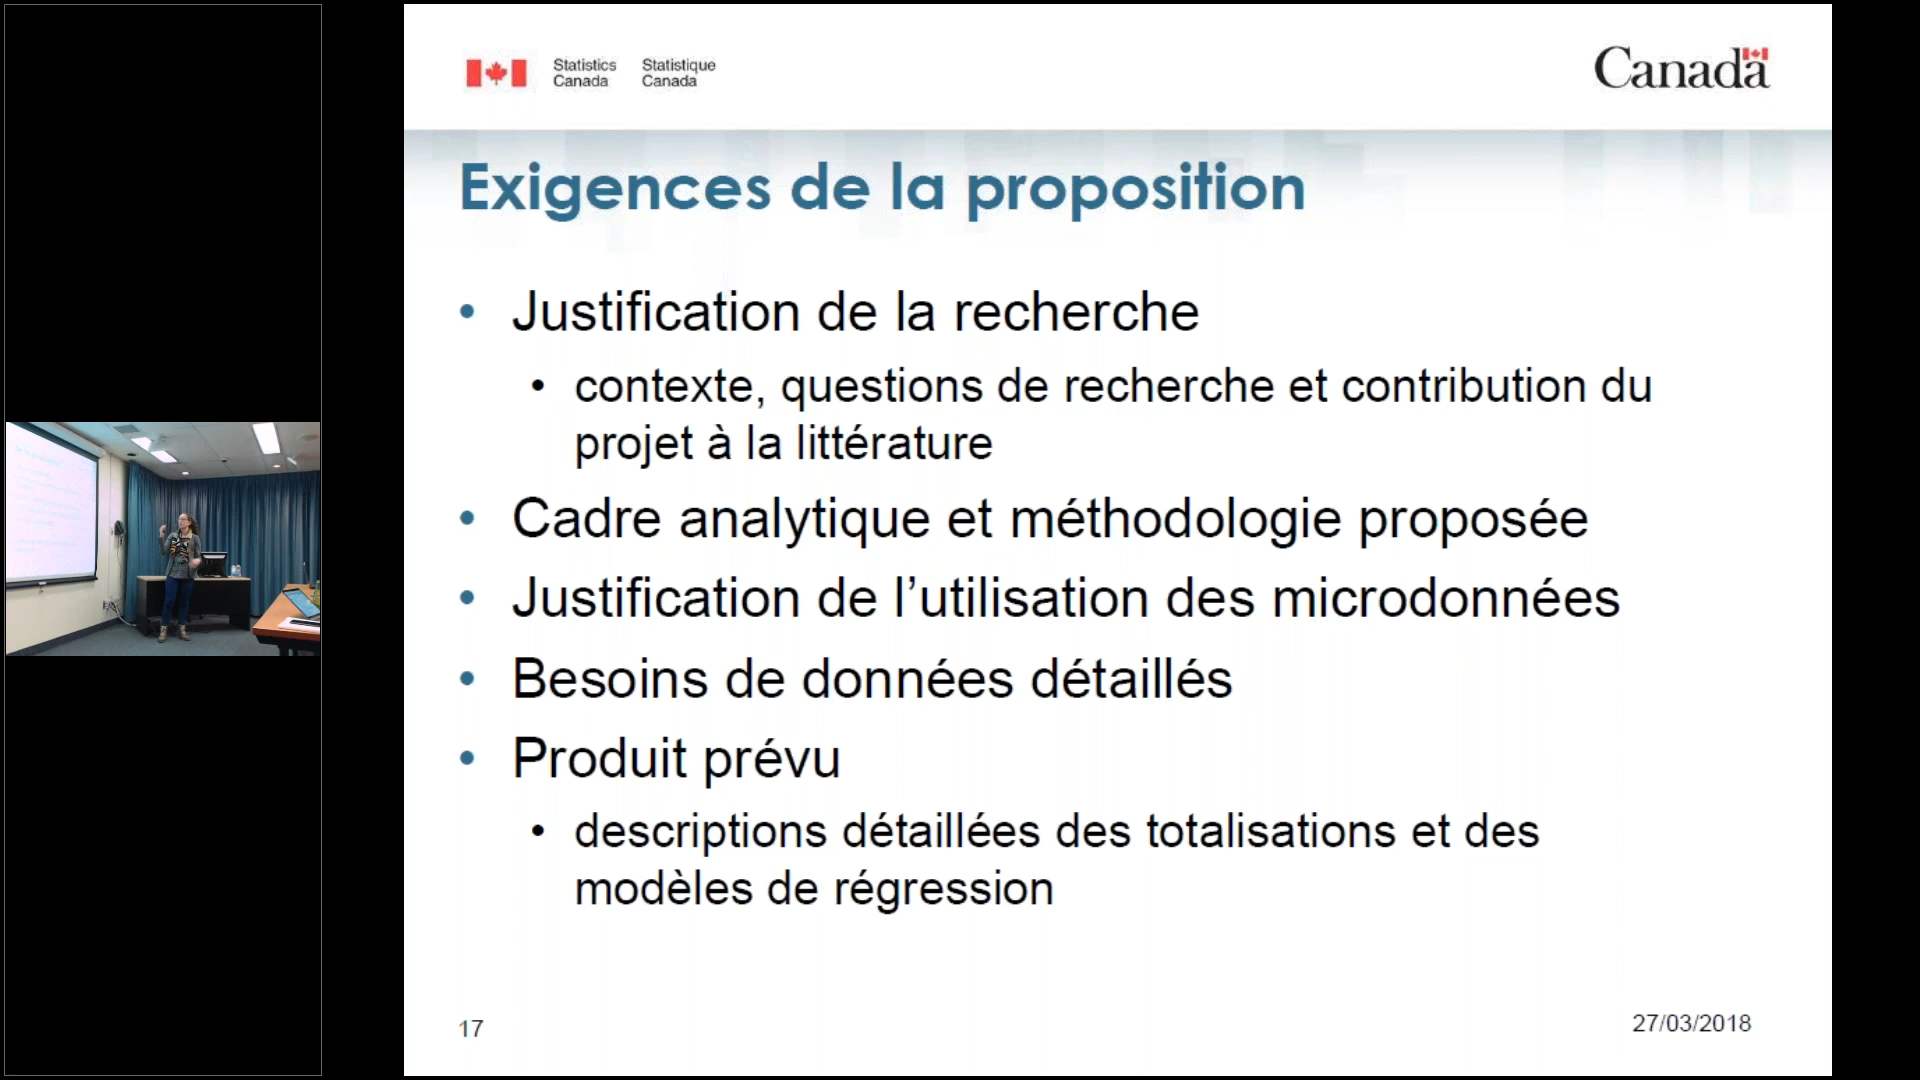 Statistics Canada
Statistique Canada
Canada
Exigences de la proposition
• Justification de la recherche
• contexte, questions de recherche et contribution du
projet à la littérature
• Cadre analytique et méthodologie proposée
• Justification de l’utilisation des microdonnées
• Besoins de données détaillés
• Produit prévu
• descriptions détaillées des totalisations et des
modèles de régression
17
27/03/2018